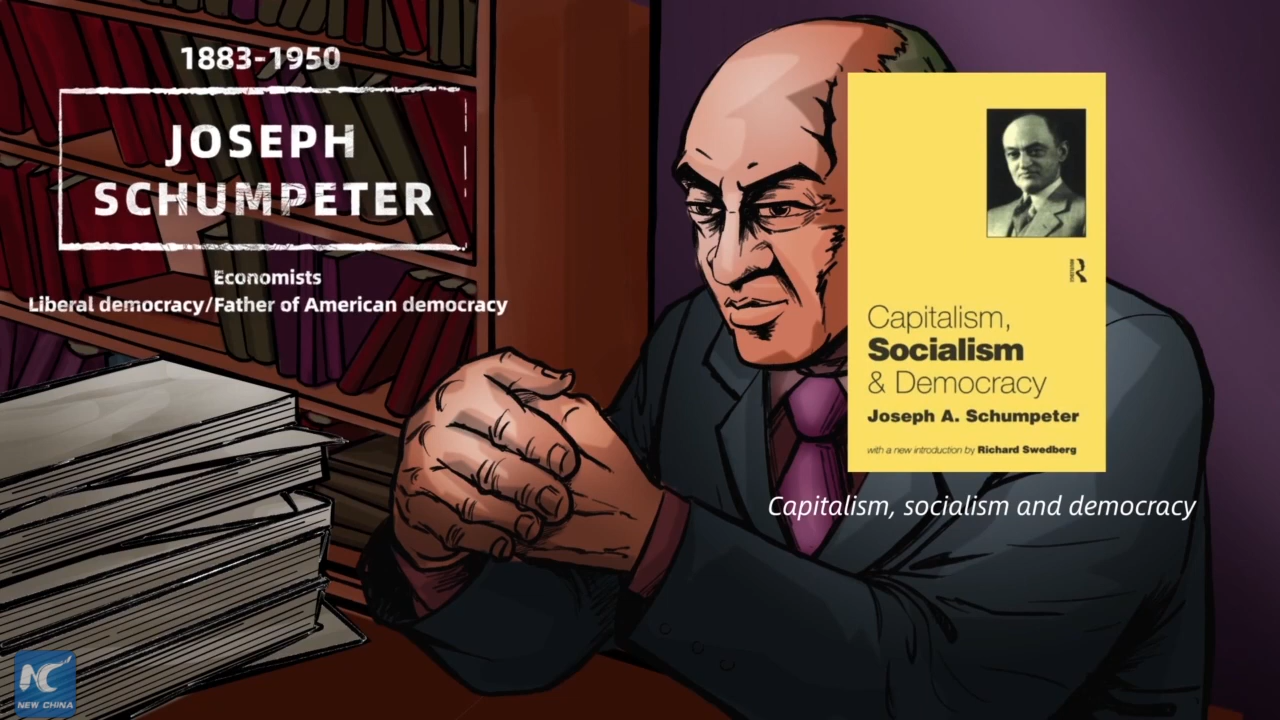 1883-1950
JOSEPH
SCHUMPETER
Economists
Liberal democracy/Father of American democracy
Capitalism,
Socialism
& Democracy
Joseph A. Schumpeter
with a new introduction by Richard Swedberg
Capitalism, socialism and democracy
NEW CHINA